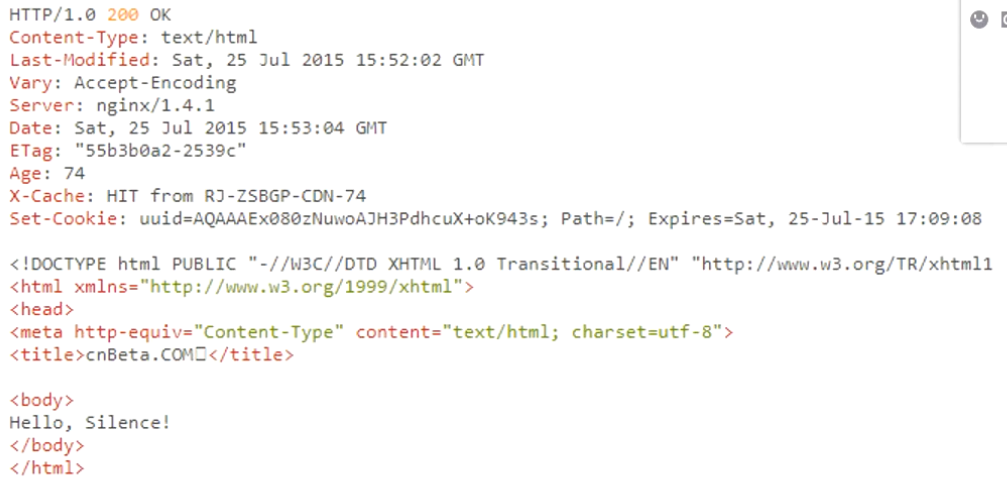 HTTP/1.0 200 OK
Content-Type: text/html
Last-Modified: Sat, 25 Jul 2015 15:52:02 GMT
Vary: Accept-Encoding
Server: nginx/1.4.1
Date: Sat, 25 Jul 2015 15:53:04 GMT
ETag: "55b3b0a2-2539c"
Age: 74
X-Cache: HIT from RJ-ZSBGP-CDN-74
Set-Cookie: uuid=AQAAAEx080zNuwoAJH3PdhcuX+oK943s; Path=/; Expires=Sat, 25-Jul-15 17:09:08
<!DOCTYPE html PUBLIC "-//W3C//DTD XHTML 1.0 Transitional//EN" "http://www.w3.org/TR/xhtml1
<html xmlns="http://www.w3.org/1999/xhtml">
<head>
<meta http-equiv="Content-Type" content="text/html; charset=utf-8">
<title>cnBeta.COM□</title>
<body>
Hello, Silence!
</body>
</html>